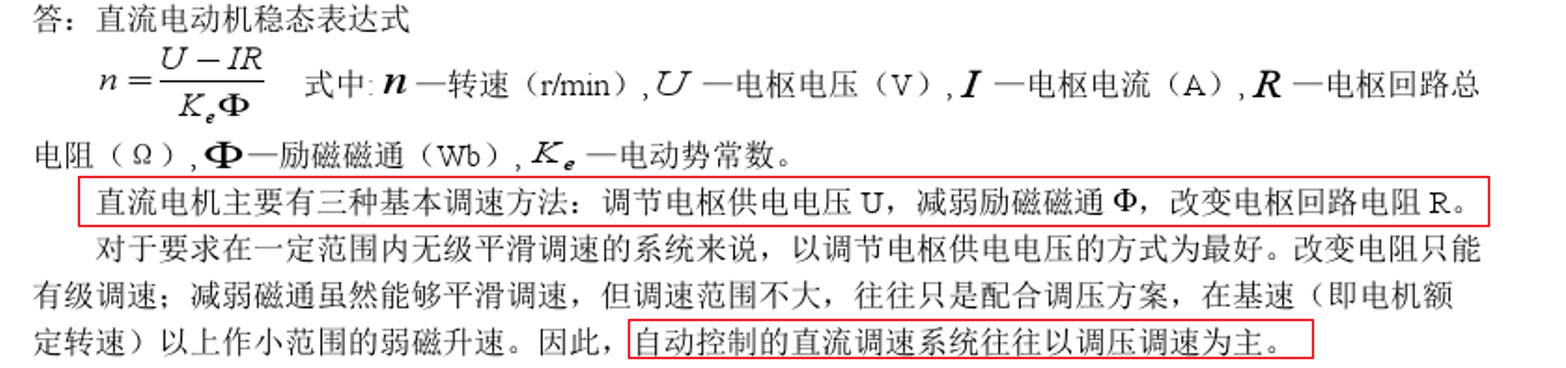 答：直流电动机稳态表达式
n = (U − IR) / (K_e Φ) 式中: n —转速（r/min）, U —电枢电压（V）, I —电枢电流（A）, R —电枢回路总
电阻（Ω）, Φ—励磁磁通（Wb）, K_e —电动势常数。
直流电机主要有三种基本调速方法：调节电枢供电电压 U，减弱励磁磁通 Φ，改变电枢回路电阻 R。
对于要求在一定范围内无级平滑调速的系统来说，以调节电枢供电电压的方式为最好。改变电阻只能
有级调速；减弱磁通虽然能够平滑调速，但调速范围不大，往往只是配合调压方案，在基速（即电机额
定转速）以上作小范围的弱磁升速。因此，自动控制的直流调速系统往往以调压调速为主。